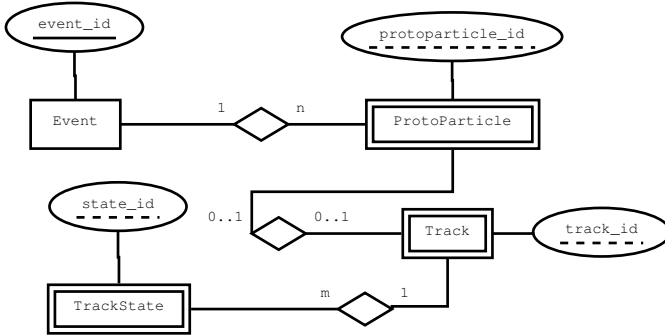 event_id
protoparticle_id
Event
1
n
ProtoParticle
state_id
0..1
0..1
Track
track_id
TrackState
m
1